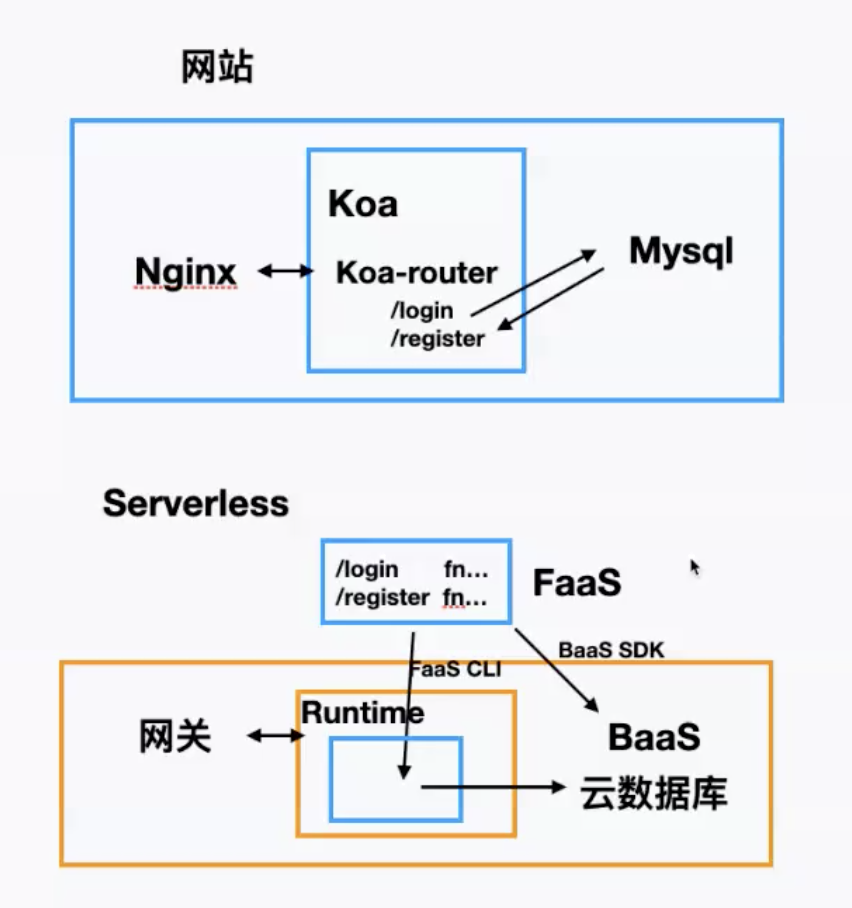 网站
Koa
Nginx
Koa-router
Mysql
/login
/register
Serverless
/login fn...
/register fn...
FaaS
BaaS SDK
FaaS CLI
Runtime
网关
BaaS
云数据库